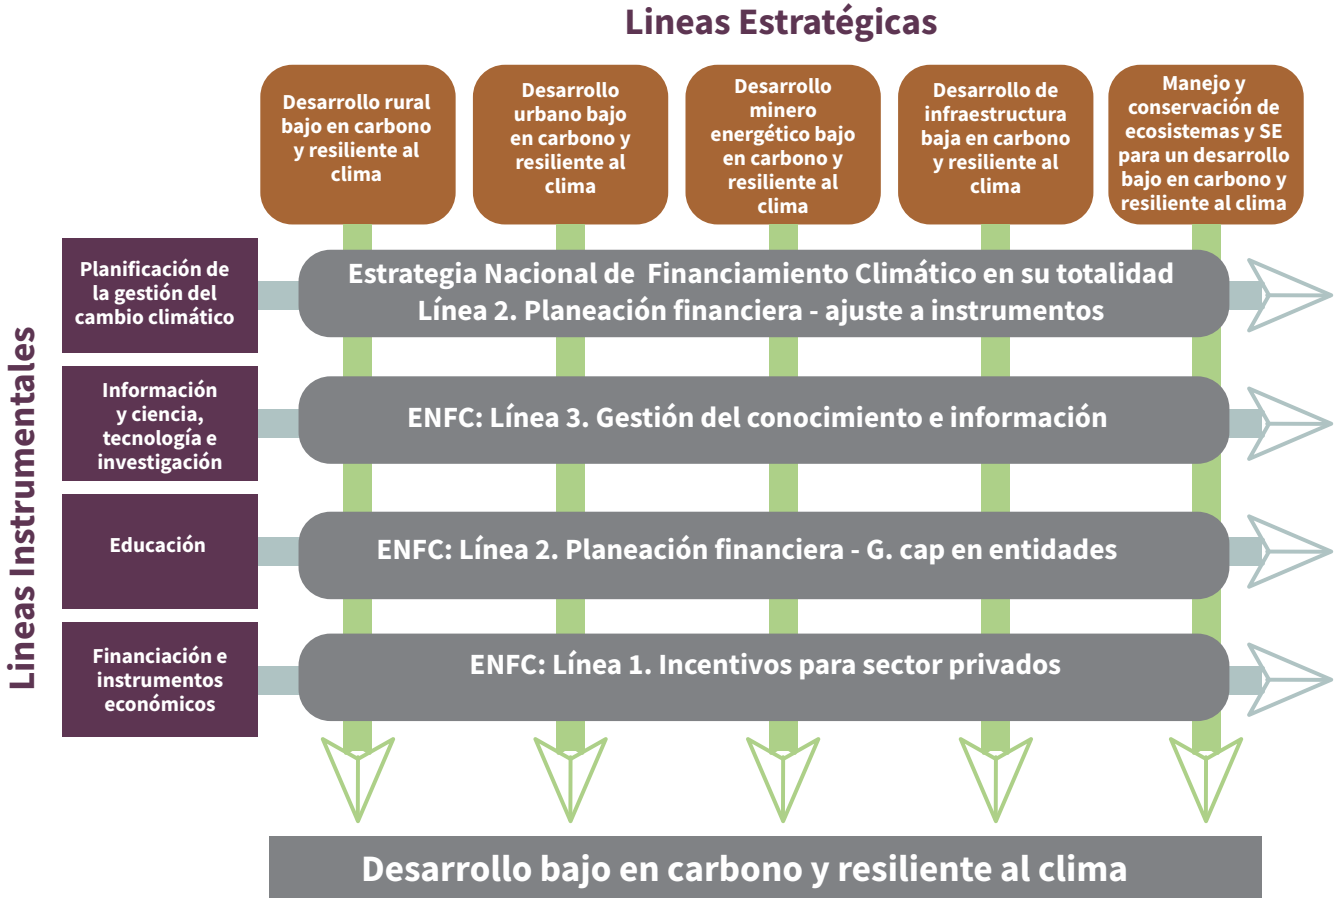 Lineas Estratégicas
Desarrollo rural
bajo en carbono
y resiliente al
clima
Desarrollo
urbano bajo
en carbono y
resiliente al
clima
Desarrollo
minero
energético bajo
en carbono y
resiliente al
clima
Desarrollo de
infraestructura
baja en carbono
y resiliente al
clima
Manejo y
conservación de
ecosistemas y SE
para un desarrollo
bajo en carbono y
resiliente al clima
Lineas Instrumentales
Planificación de
la gestión del
cambio climático
Estrategia Nacional de Financiamiento Climático en su totalidad
Línea 2. Planeación financiera - ajuste a instrumentos
Información
y ciencia,
tecnología e
investigación
ENFC: Línea 3. Gestión del conocimiento e información
Educación
ENFC: Línea 2. Planeación financiera - G. cap en entidades
Financiación e
instrumentos
económicos
ENFC: Línea 1. Incentivos para sector privados
Desarrollo bajo en carbono y resiliente al clima